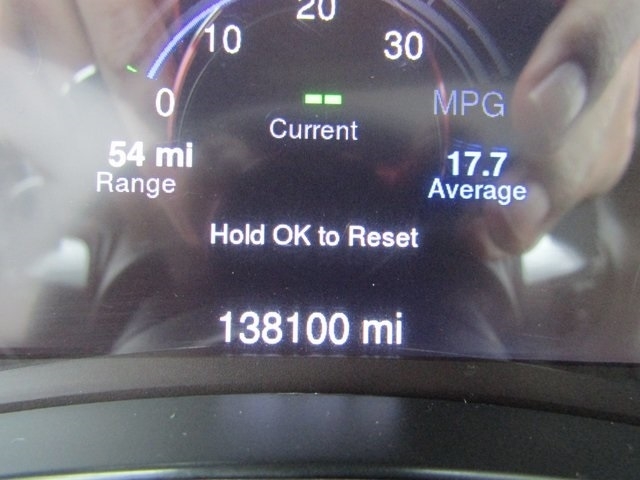 20
10
30
0
--
MPG
Current
54 mi
17.7
Range
Average
Hold OK to Reset
138100 mi